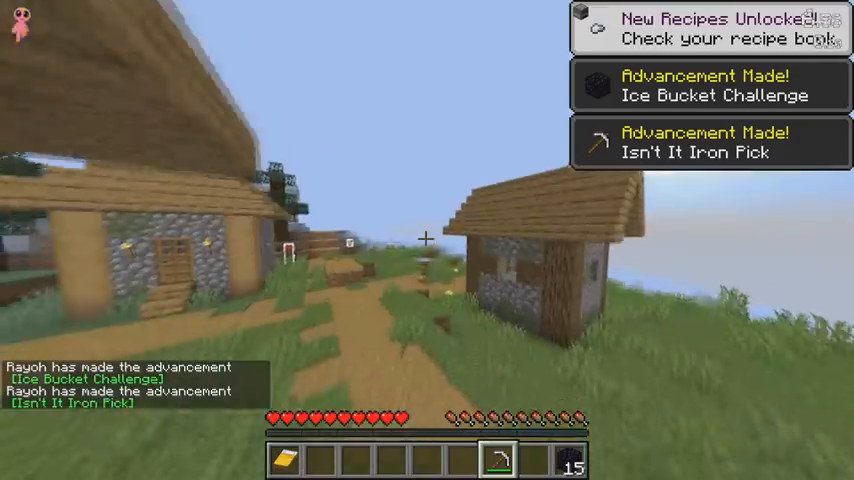 New Recipes Unlocked!
Check your recipe book
Advancement Made!
Ice Bucket Challenge
Advancement Made!
Isn't It Iron Pick
Rayoh has made the advancement
[Ice Bucket Challenge]
Rayoh has made the advancement
[Isn't It Iron Pick]
15